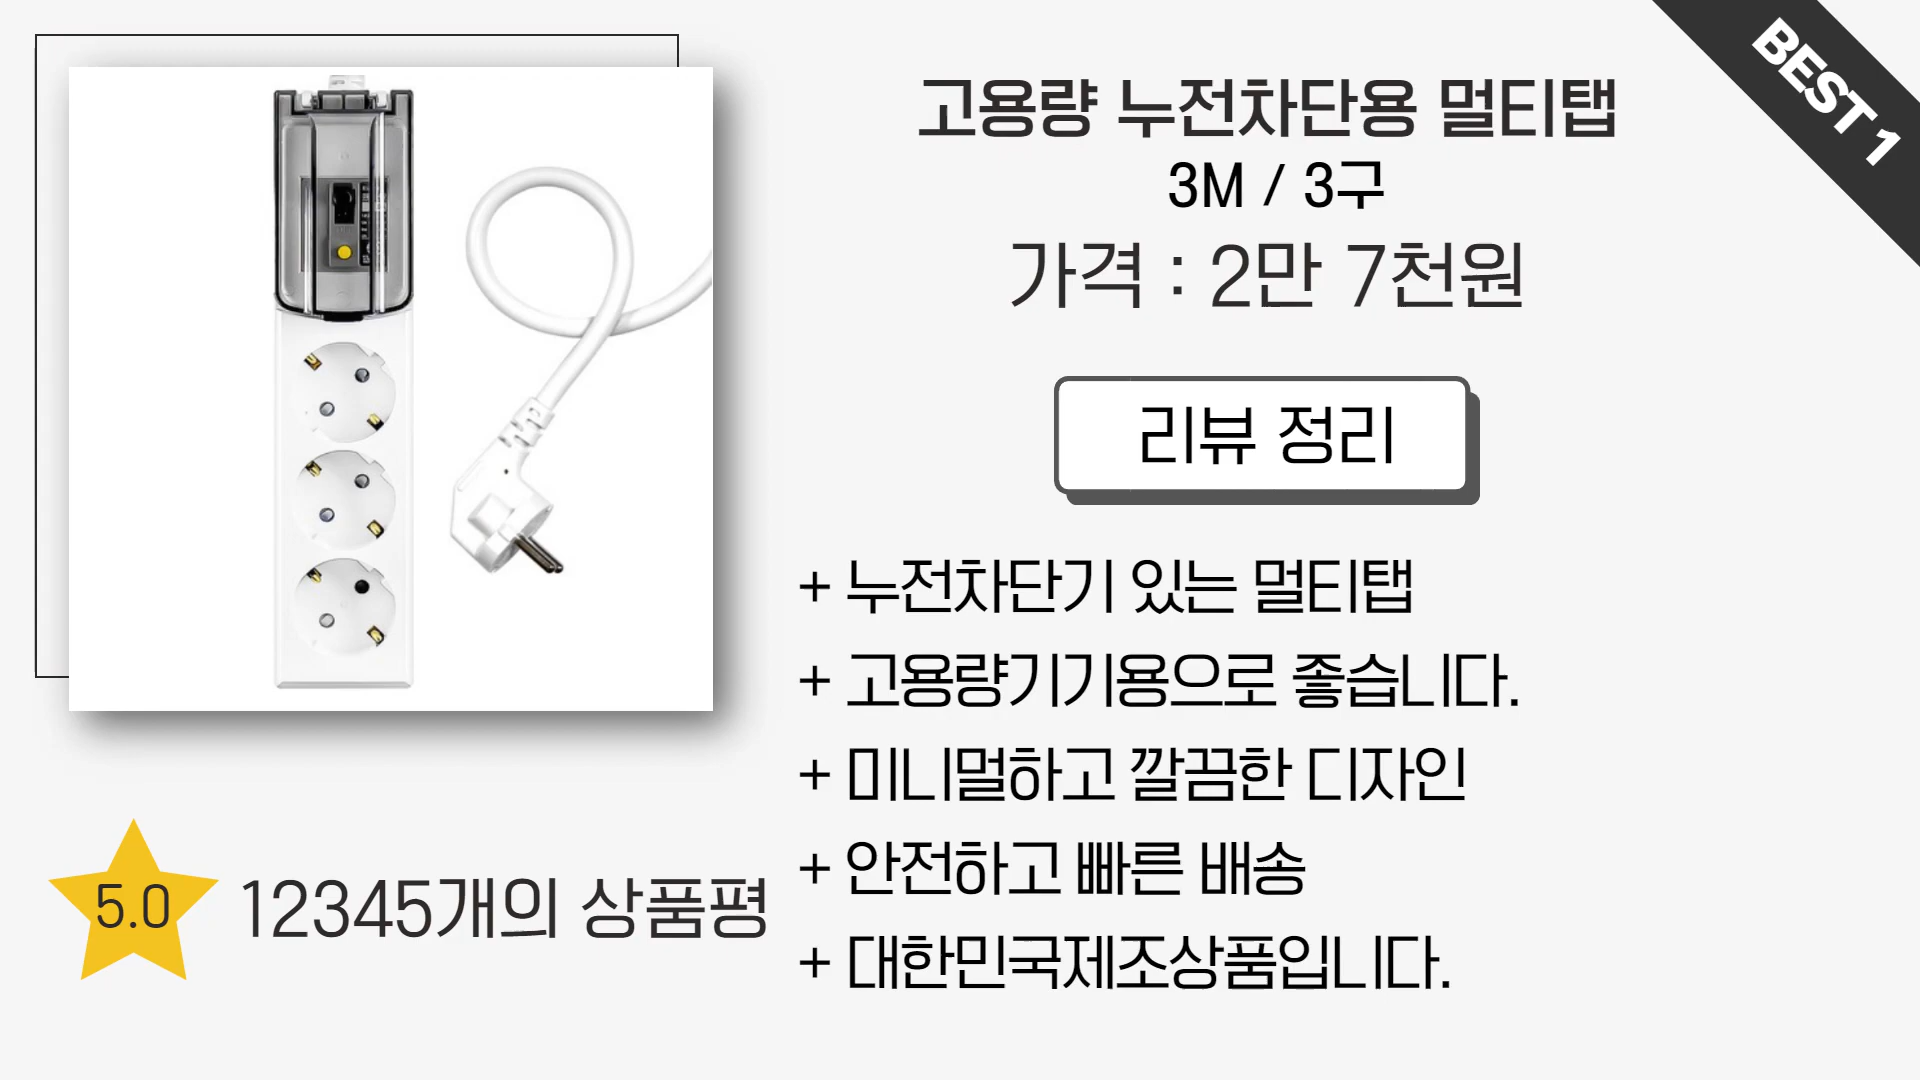 BEST 1
고용량 누전차단용 멀티탭
3M / 3구
가격 : 2만 7천원
리뷰 정리
+ 누전차단기 있는 멀티탭
+ 고용량기기용으로 좋습니다.
+ 미니멀하고 깔끔한 디자인
+ 안전하고 빠른 배송
+ 대한민국제조상품입니다.
5.0
12345개의 상품평